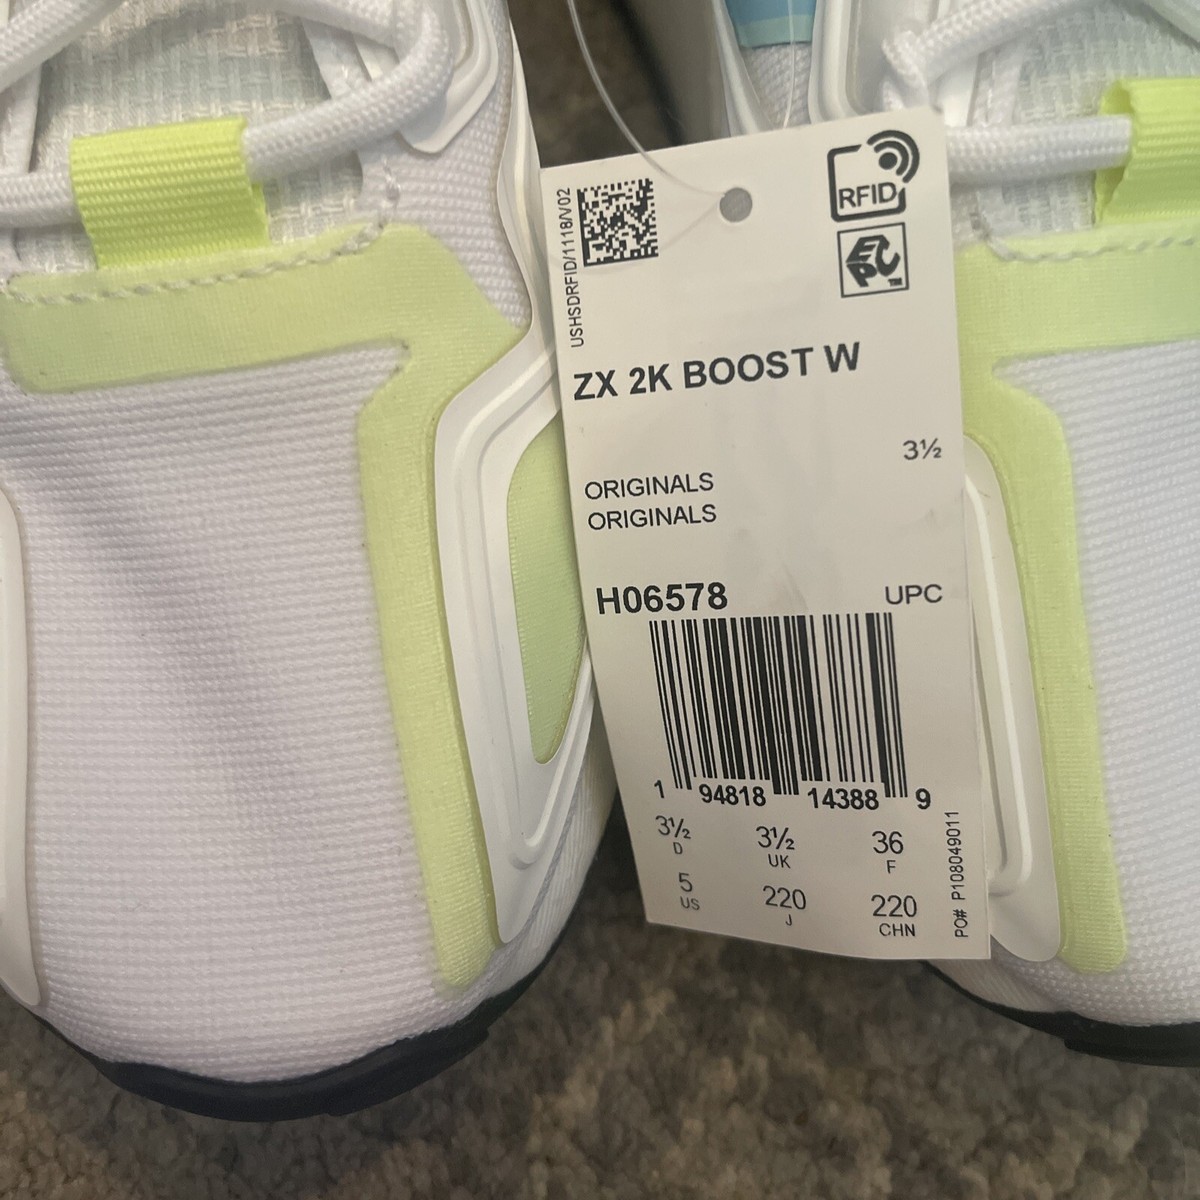 USHSDRFID/1118/V02
RFID
EPC™
ZX 2K BOOST W
3½
ORIGINALS
ORIGINALS
H06578 UPC
1 94818 14388 9
3½ 3½ 36
D UK F
5 220 220
US J CHN
PO# P108049011